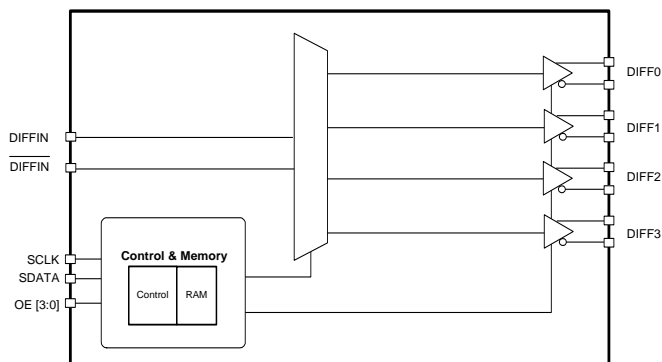 DIFF0
DIFF1
DIFFIN
DIFFIN
DIFF2
DIFF3
Control & Memory
SCLK
SDATA
Control
RAM
OE [3:0]